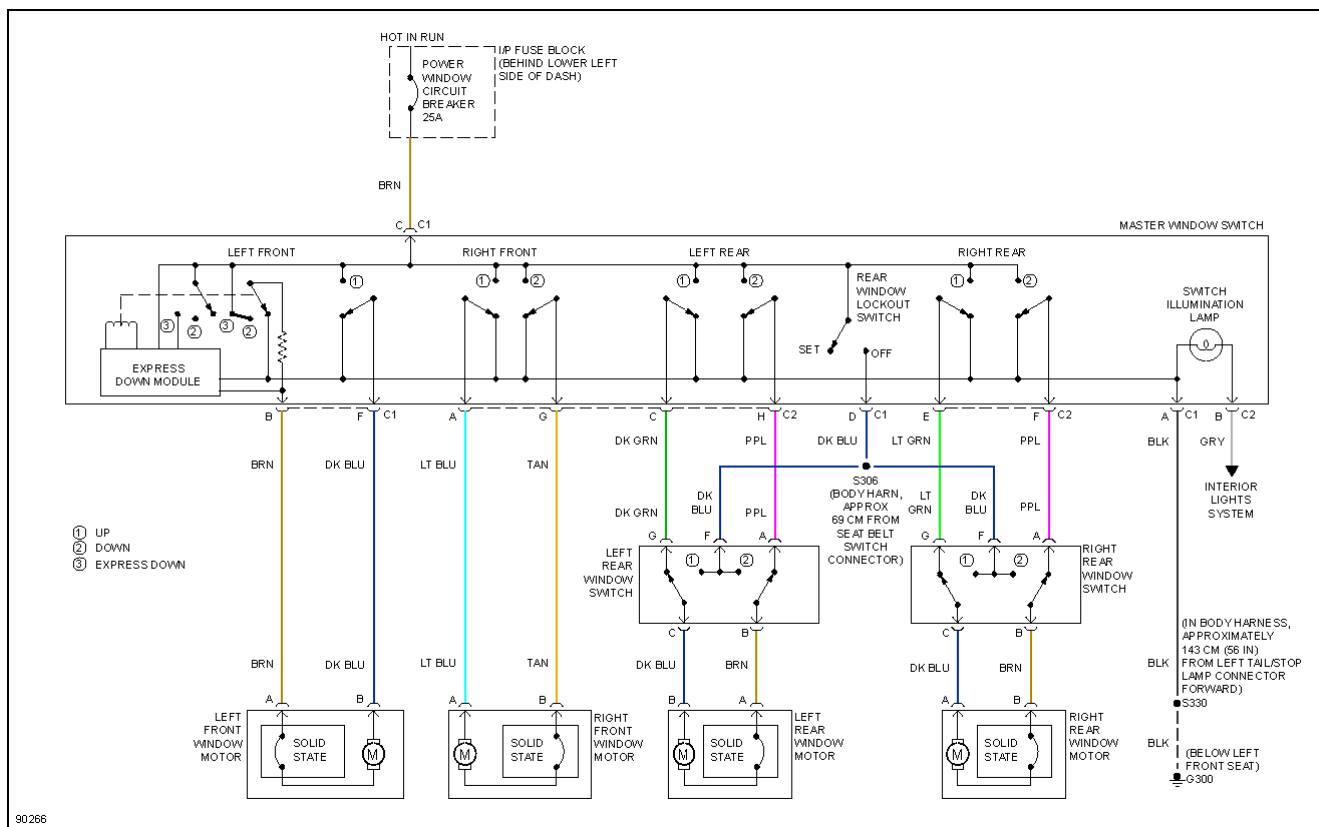 HOT IN RUN
I/P FUSE BLOCK
(BEHIND LOWER LEFT
SIDE OF DASH)
POWER
WINDOW
CIRCUIT
BREAKER
25A
BRN
C C1
MASTER WINDOW SWITCH
LEFT FRONT RIGHT FRONT LEFT REAR RIGHT REAR
1 1 2 1 2 1 2
REAR
WINDOW
LOCKOUT
SWITCH
SWITCH
ILLUMINATION
LAMP
3 2 3 2
SET OFF
EXPRESS
DOWN MODULE
B F C1 A G C H C2 D C1 E F C2 A C1 B C2
BRN DK BLU LT BLU TAN DK GRN PPL DK BLU LT GRN PPL BLK GRY
S306
(BODY HARN,
APPROX
69 CM FROM
SEAT BELT
SWITCH
CONNECTOR)
INTERIOR
LIGHTS
SYSTEM
DK GRN
DK
BLU
PPL
LT
GRN
DK
BLU
PPL
1 UP
2 DOWN
3 EXPRESS DOWN
G F A G F A
LEFT
REAR
WINDOW
SWITCH
1 2
1 2
RIGHT
REAR
WINDOW
SWITCH
C B C B
(IN BODY HARNESS,
APPROXIMATELY
143 CM (56 IN)
FROM LEFT TAIL/STOP
LAMP CONNECTOR
FORWARD)
S330
BRN DK BLU LT BLU TAN DK BLU BRN DK BLU BRN BLK
A B A B B A A B
LEFT
FRONT
WINDOW
MOTOR
SOLID
STATE
M
M
SOLID
STATE
RIGHT
FRONT
WINDOW
MOTOR
M
SOLID
STATE
LEFT
REAR
WINDOW
MOTOR
M
SOLID
STATE
RIGHT
REAR
WINDOW
MOTOR
BLK
(BELOW LEFT
FRONT SEAT)
G300
90266